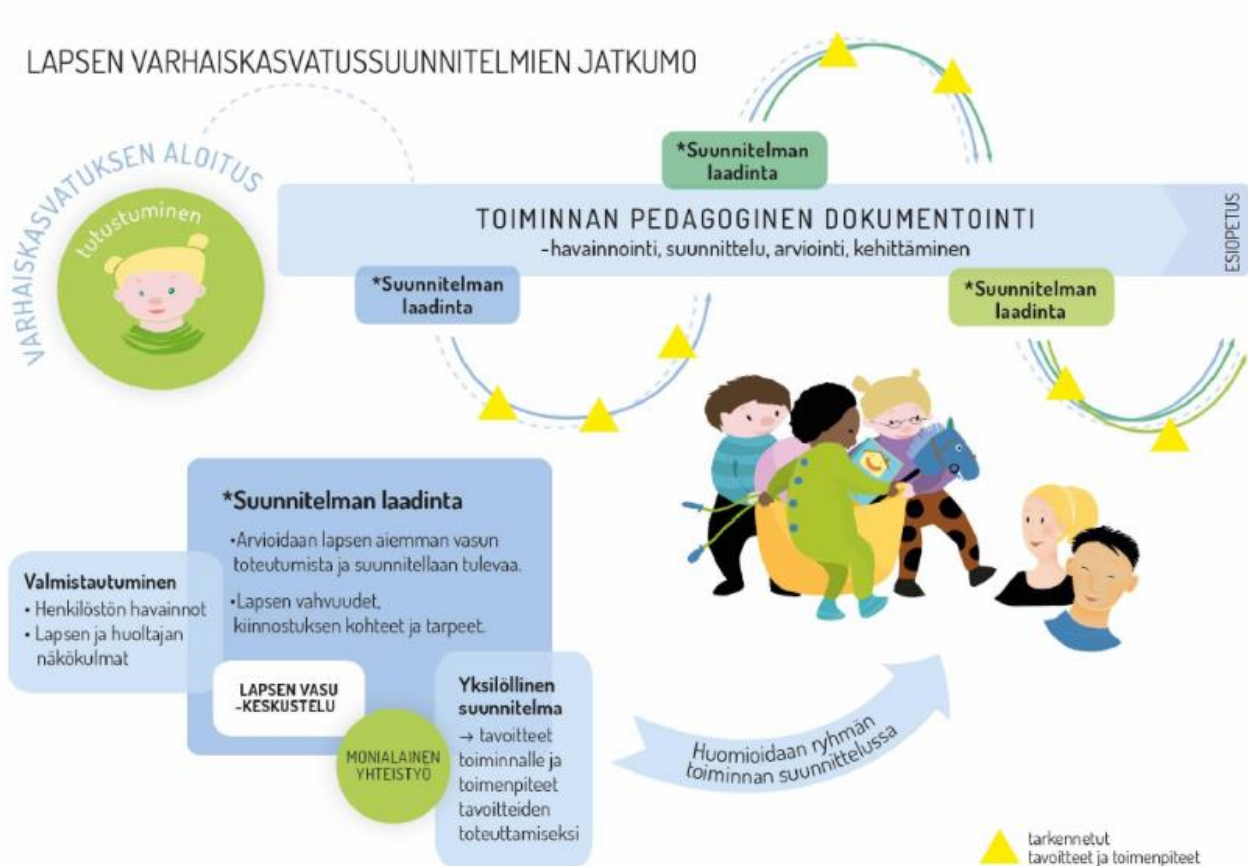 LAPSEN VARHAISKASVATUSSUUNNITELMIEN JATKUMO
VARHAISKASVATUKSEN ALOITUS
tutustuminen
*Suunnitelman
laadinta
TOIMINNAN PEDAGOGINEN DOKUMENTOINTI
-havainnointi, suunnittelu, arviointi, kehittäminen
ESIOPETUS
*Suunnitelman
laadinta
*Suunnitelman
laadinta
*Suunnitelman laadinta
•Arvioidaan lapsen aiemman vasun
toteutumista ja suunnitellaan tulevaa.
•Lapsen vahvuudet,
kiinnostuksen kohteet ja tarpeet.
Valmistautuminen
• Henkilöstön havainnot
• Lapsen ja huoltajan
näkökulmat
LAPSEN VASU
-KESKUSTELU
MONIALAINEN
YHTEISTYÖ
Yksilöllinen
suunnitelma
→ tavoitteet
toiminnalle ja
toimenpiteet
tavoitteiden
toteuttamiseksi
Huomioidaan ryhmän
toiminnan suunnittelussa
tarkennetut
tavoitteet ja toimenpiteet